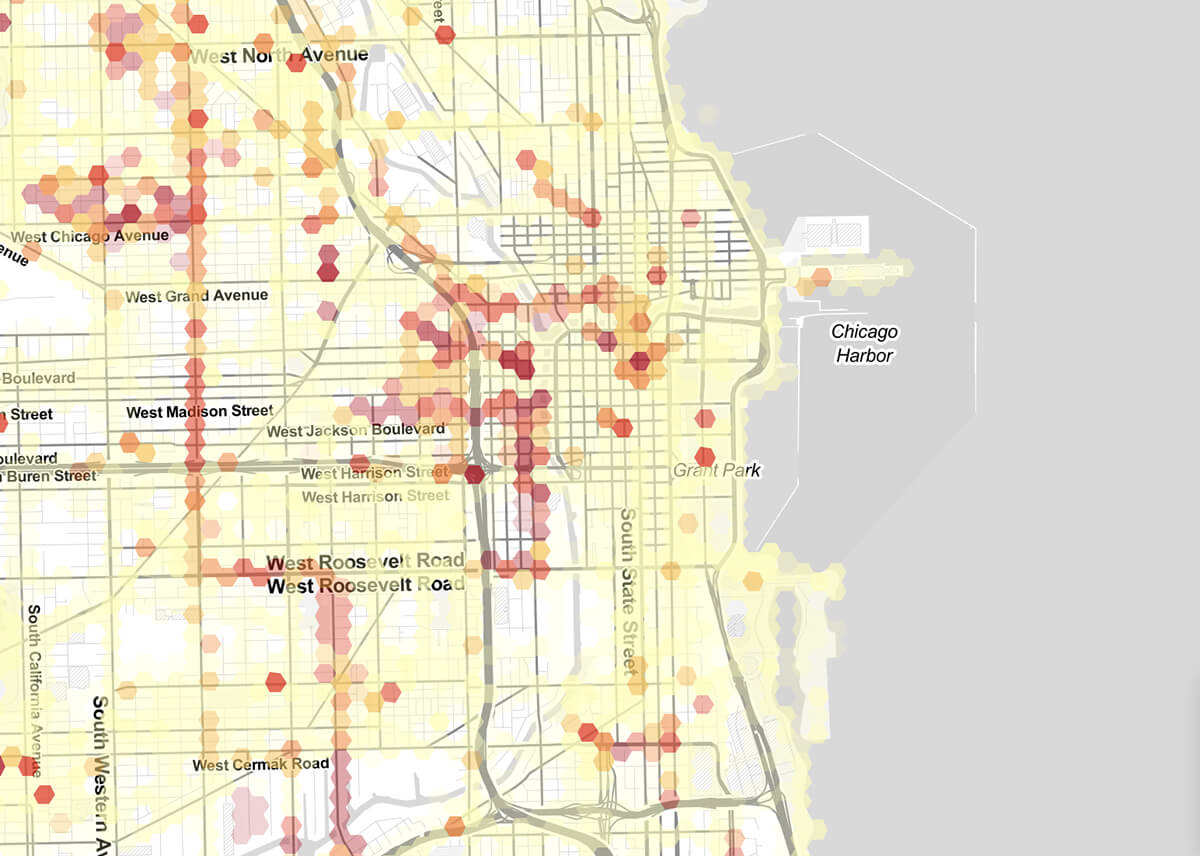 eet
West North Avenue
West Chicago Avenue
enue
West Grand Avenue
Chicago
Harbor
Boulevard
Street
West Madison Street
West Jackson Boulevard
oulevard
Buren Street
West Harrison Street
West Harrison Street
Grant Park
South State Street
West Roosevelt Road
West Roosevelt Road
South California Avenue
South Western Av
West Cermak Road